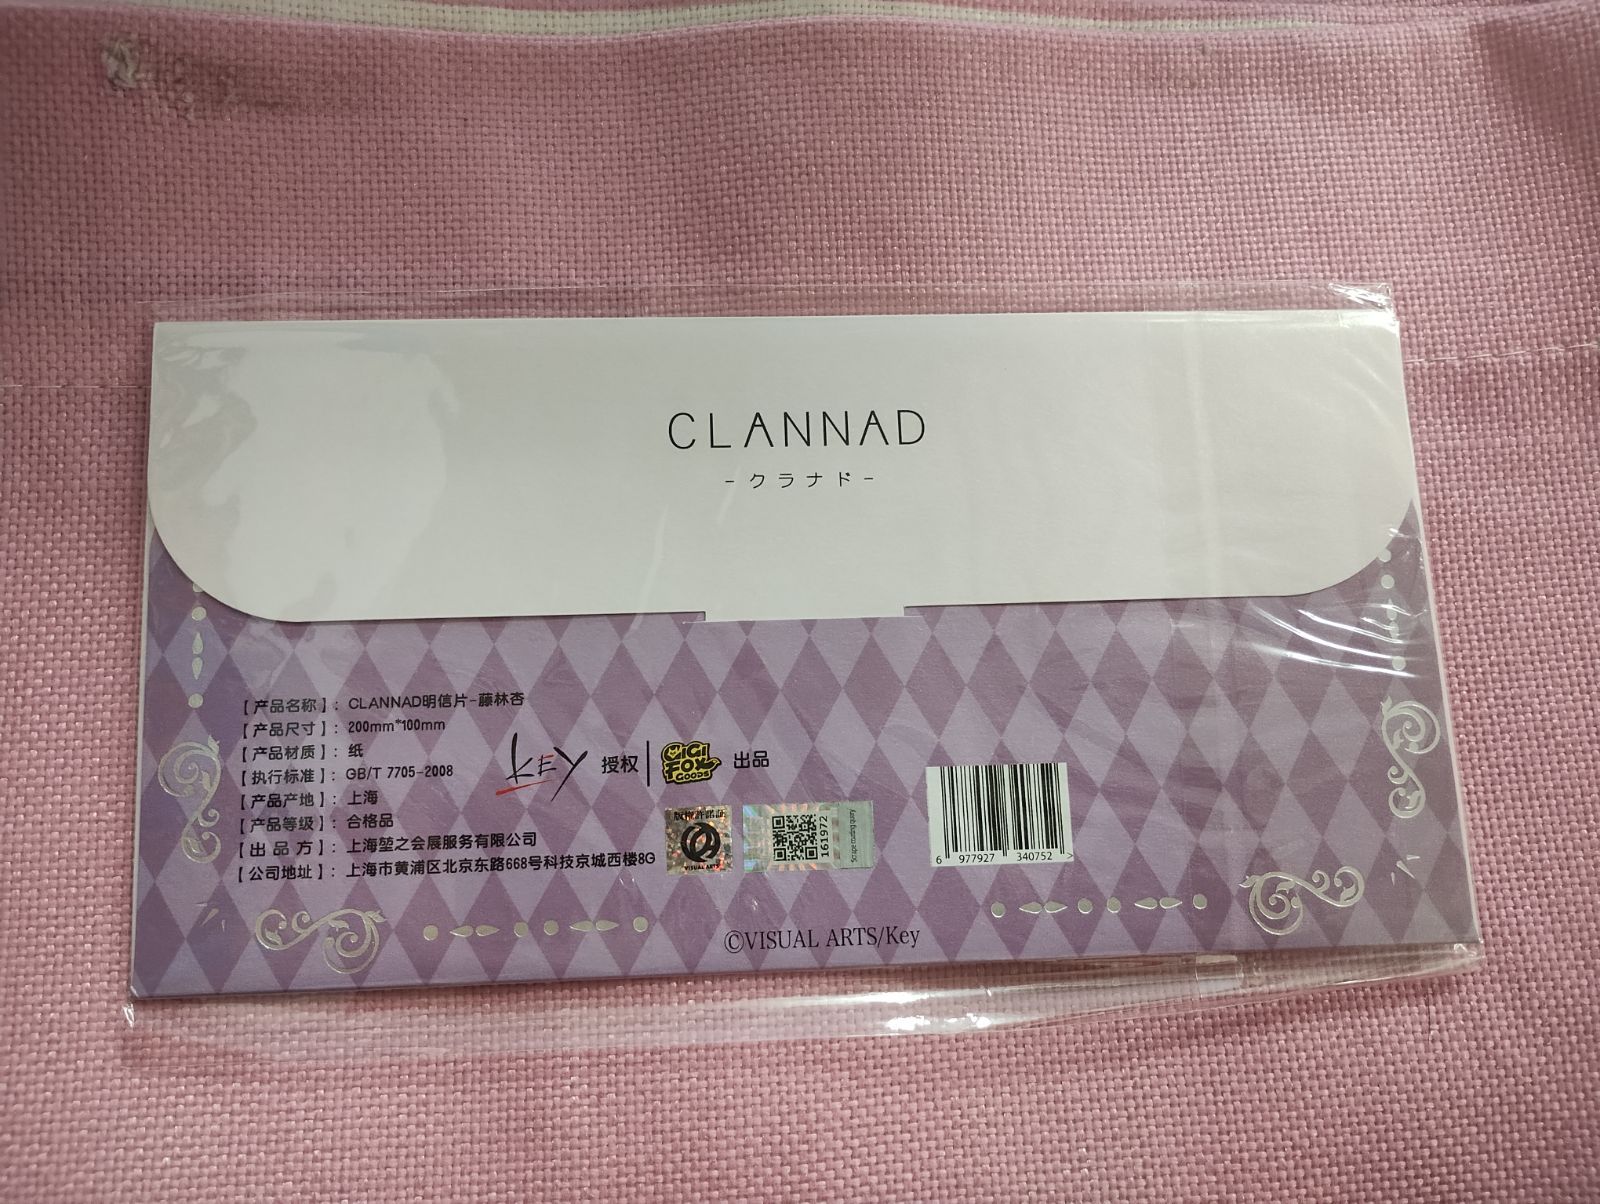 CLANNAD
-クラナド-
【产品名称】：CLANNAD明信片-藤林杏
【产品尺寸】：200mm*100mm
【产品材质】：纸
【执行标准】：GB/T 7705-2008
【产品产地】：上海
【产品等级】：合格品
【出 品 方】：上海堃之会展服务有限公司
【公司地址】：上海市黄浦区北京东路668号科技京城西楼8G
KEY 授权 | GIGI FOX GOODS 出品
版权许诺证
VISUAL ARTS
161972
6 977927 340752 >
©VISUAL ARTS/Key